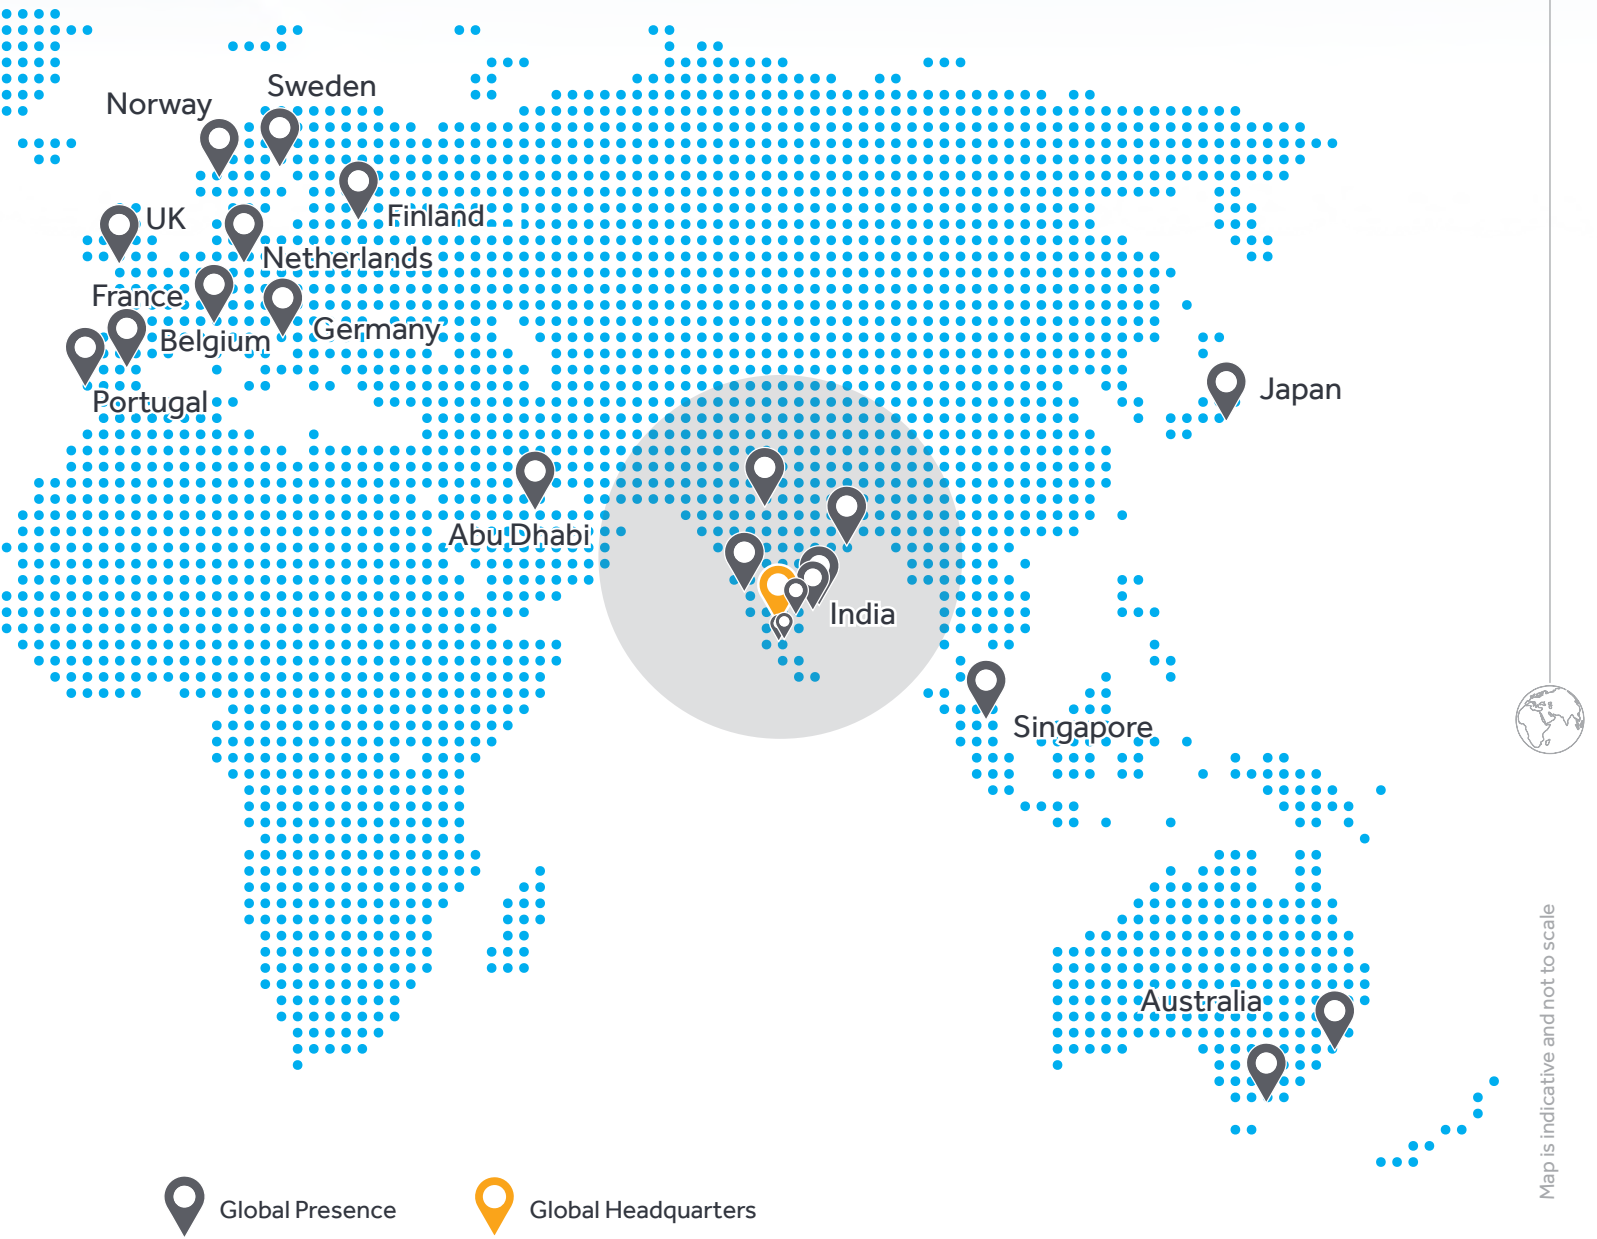 Sweden
Norway
UK
Finland
Netherlands
France
Germany
Belgium
Portugal
Japan
Abu Dhabi
India
Singapore
Australia
Map is indicative and not to scale
Global Presence
Global Headquarters